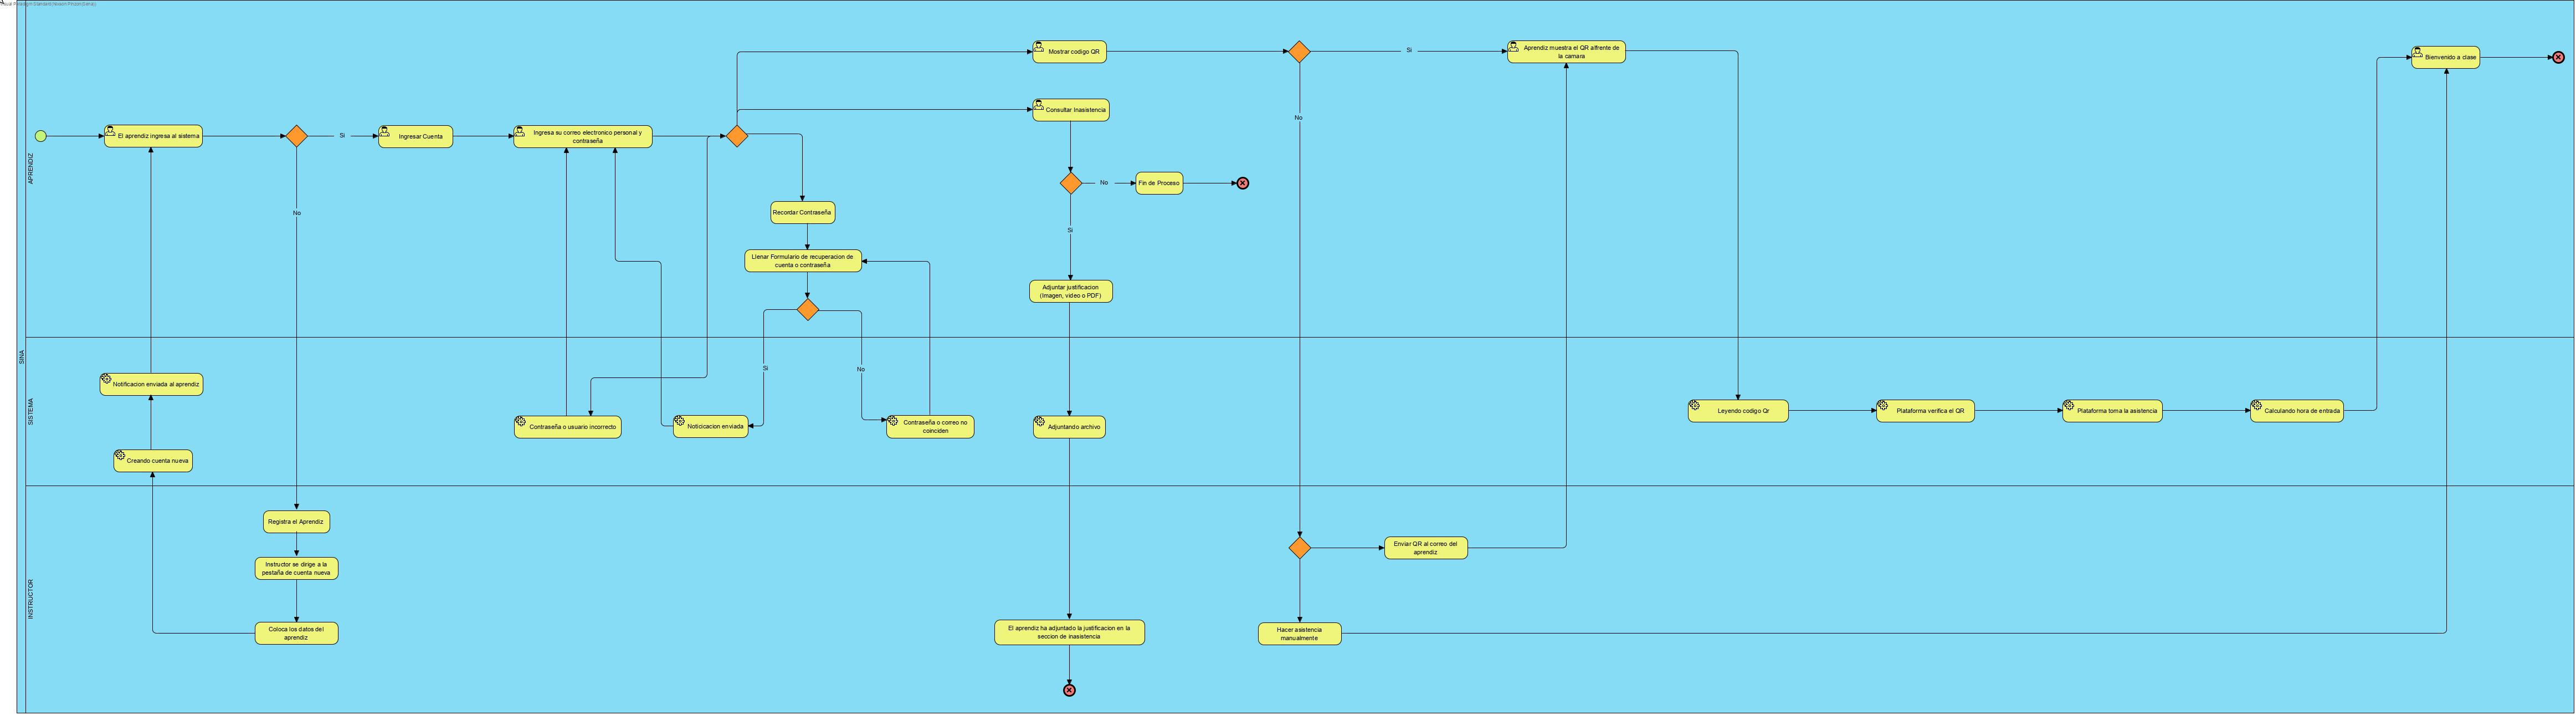 Mostrar codigo QR
Si
Aprendiz muestra el QR alfrente de
la camara
Bienvenido a clase
Consultar Inasistencia
El aprendiz ingresa al sistema
Si
Ingresar Cuenta
Ingresa su correo electronico personal y
contraseña
No
APRENDIZ
No
Fin de Proceso
Recordar Contraseña
No
Si
Llenar Formulario de recuperacion de
cuenta o contraseña
Adjuntar justificacion
(Imagen, video o PDF)
SINA
SISTEMA
Si
No
Notificacion enviada al aprendiz
Leyendo codigo Qr
Plataforma verifica el QR
Plataforma toma la asistencia
Calculando hora de entrada
Contraseña o usuario incorrecto
Noticicacion enviada
Contraseña o correo no
coinciden
Adjuntando archivo
Creando cuenta nueva
INSTRUCTOR
Registra el Aprendiz
Enviar QR al correo del
aprendiz
Instructor se dirige a la
pestaña de cuenta nueva
Coloca los datos del
aprendiz
El aprendiz ha adjuntado la justificacion en la
seccion de inasistencia
Hacer asistencia
manualmente